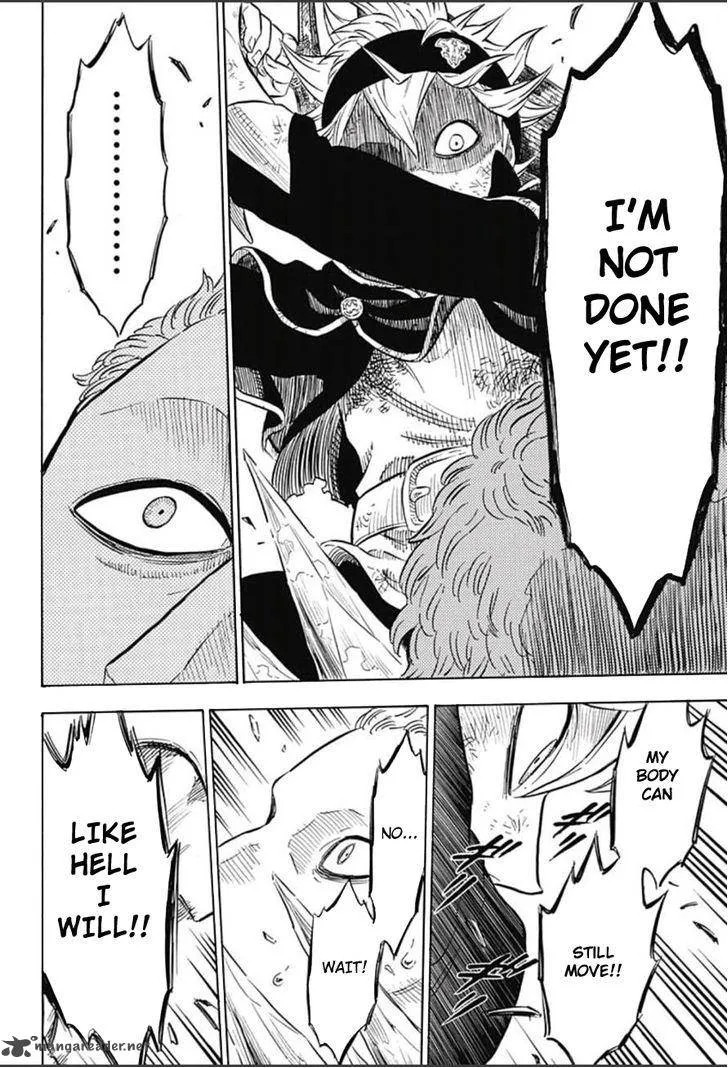 I'M
NOT
DONE
YET!!
..........
MY
BODY
CAN
STILL
MOVE!!
NO...
WAIT!
LIKE
HELL
I
WILL!!
mangareader.net